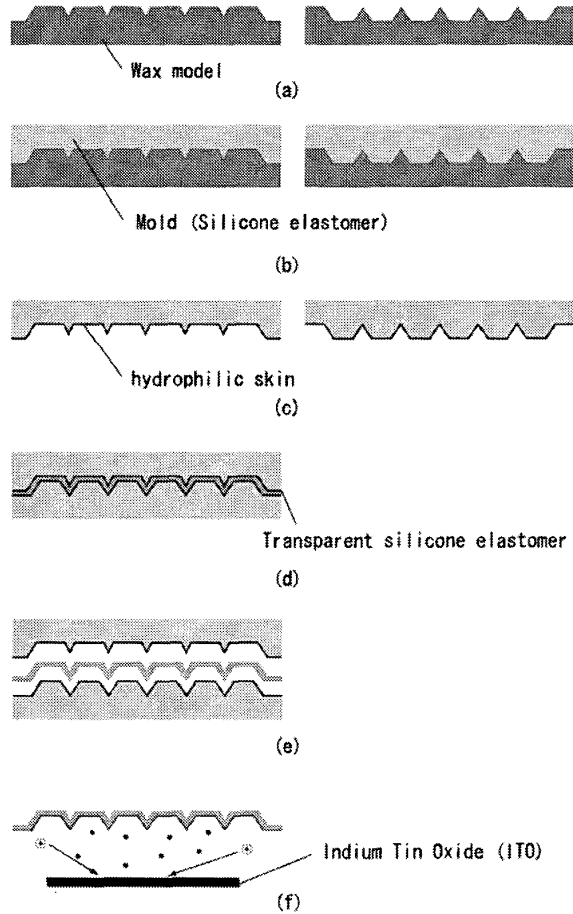 Wax model
(a)
Mold (Silicone elastomer)
(b)
hydrophilic skin
(c)
Transparent silicone elastomer
(d)
(e)
Indium Tin Oxide (ITO)
(f)